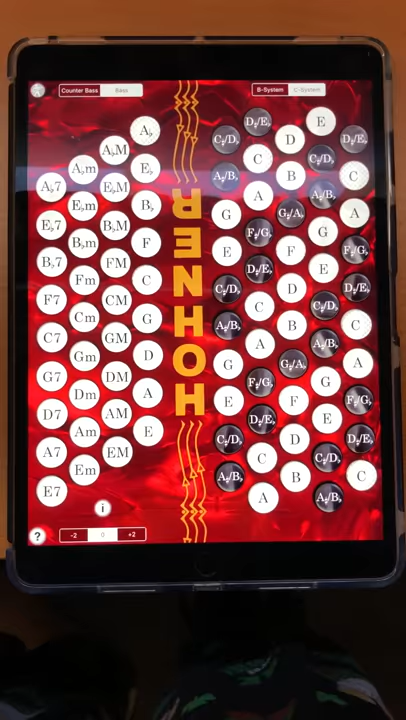 Counter Bass Bass
B-System C-System
A♭7
E♭7
B♭7
F7
C7
G7
D7
A7
E7
A♭m
E♭m
B♭m
Fm
Cm
Gm
Dm
Am
Em
A♭M
E♭M
B♭M
FM
CM
GM
DM
AM
EM
A♭
E♭
B♭
F
C
G
D
A
E
HOHNER
C♯/D♭
A♯/B♭
G
E
C♯/D♭
A♯/B♭
G
E
C♯/D♭
A♯/B♭
D♯/E♭
C
A
F♯/G♭
D♯/E♭
C
A
F♯/G♭
D♯/E♭
C
A
D
B
G♯/A♭
F
D
B
G♯/A♭
F
D
B
E
C♯/D♭
A♯/B♭
G
E
C♯/D♭
A♯/B♭
G
E
C♯/D♭
A♯/B♭
D♯/E♭
C
A
F♯/G♭
D♯/E♭
C
A
F♯/G♭
D♯/E♭
C
i
? -2 0 +2